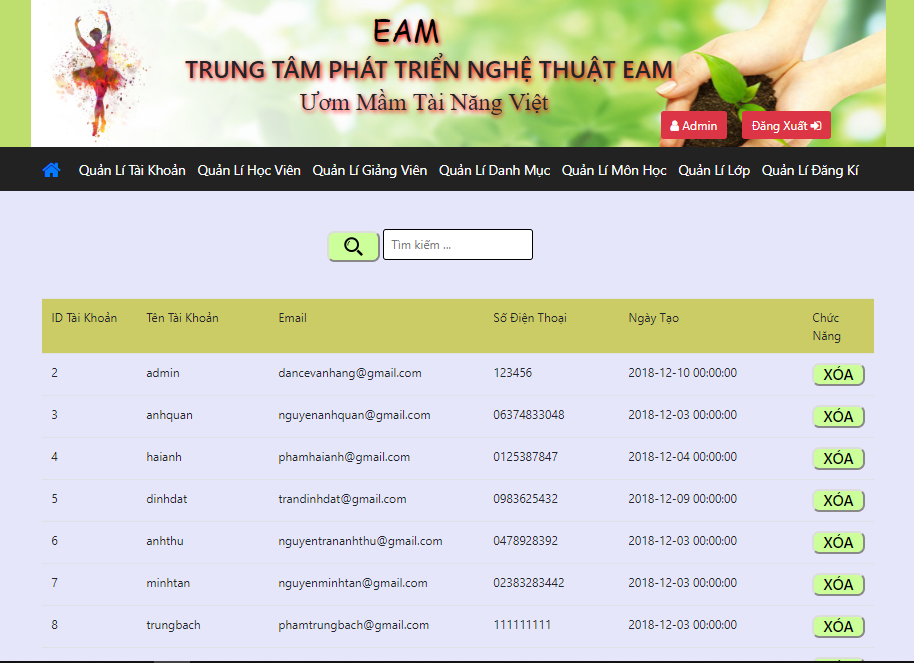 EAM
TRUNG TÂM PHÁT TRIỂN NGHỆ THUẬT EAM
Ươm Mầm Tài Năng Việt
Admin Đăng Xuất
Quản Lí Tài Khoản Quản Lí Học Viên Quản Lí Giảng Viên Quản Lí Danh Mục Quản Lí Môn Học Quản Lí Lớp Quản Lí Đăng Kí
Tìm kiếm ...
ID Tài Khoản Tên Tài Khoản Email Số Điện Thoại Ngày Tạo Chức
Năng
2 admin dancevanhang@gmail.com 123456 2018-12-10 00:00:00 XÓA
3 anhquan nguyenanhquan@gmail.com 06374833048 2018-12-03 00:00:00 XÓA
4 haianh phamhaianh@gmail.com 0125387847 2018-12-04 00:00:00 XÓA
5 dinhdat trandinhdat@gmail.com 0983625432 2018-12-09 00:00:00 XÓA
6 anhthu nguyentrananhthu@gmail.com 0478928392 2018-12-03 00:00:00 XÓA
7 minhtan nguyenminhtan@gmail.com 02383283442 2018-12-03 00:00:00 XÓA
8 trungbach phamtrungbach@gmail.com 111111111 2018-12-03 00:00:00 XÓA